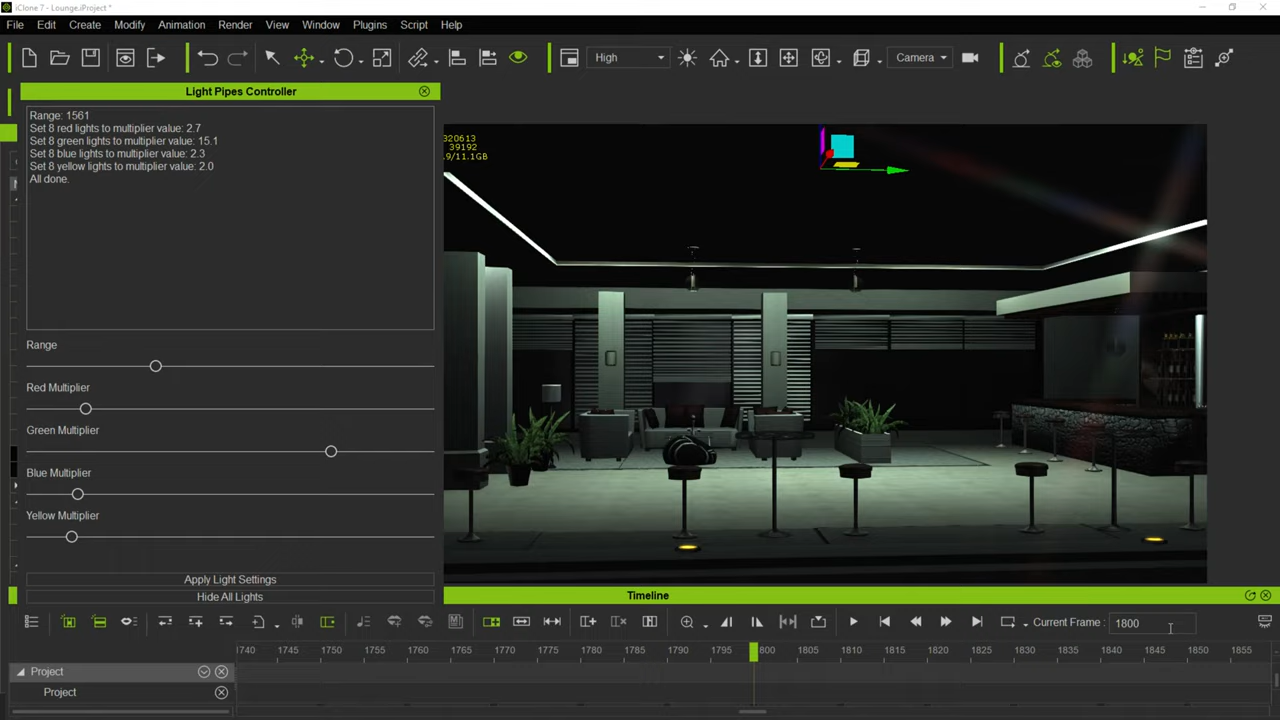 iClone 7 - Lounge.iProject *
File Edit Create Modify Animation Render View Window Plugins Script Help
High
Camera
Light Pipes Controller
Range: 1561
Set 8 red lights to multiplier value: 2.7
Set 8 green lights to multiplier value: 15.1
Set 8 blue lights to multiplier value: 2.3
Set 8 yellow lights to multiplier value: 2.0
All done.
320613
39192
.9/11.1GB
Range
Red Multiplier
Green Multiplier
Blue Multiplier
Yellow Multiplier
Apply Light Settings
Hide All Lights
Timeline
Current Frame : 1800
1740 1745 1750 1755 1760 1765 1770 1775 1780 1785 1790 1795 1800 1805 1810 1815 1820 1825 1830 1835 1840 1845 1850 1855
Project
Project